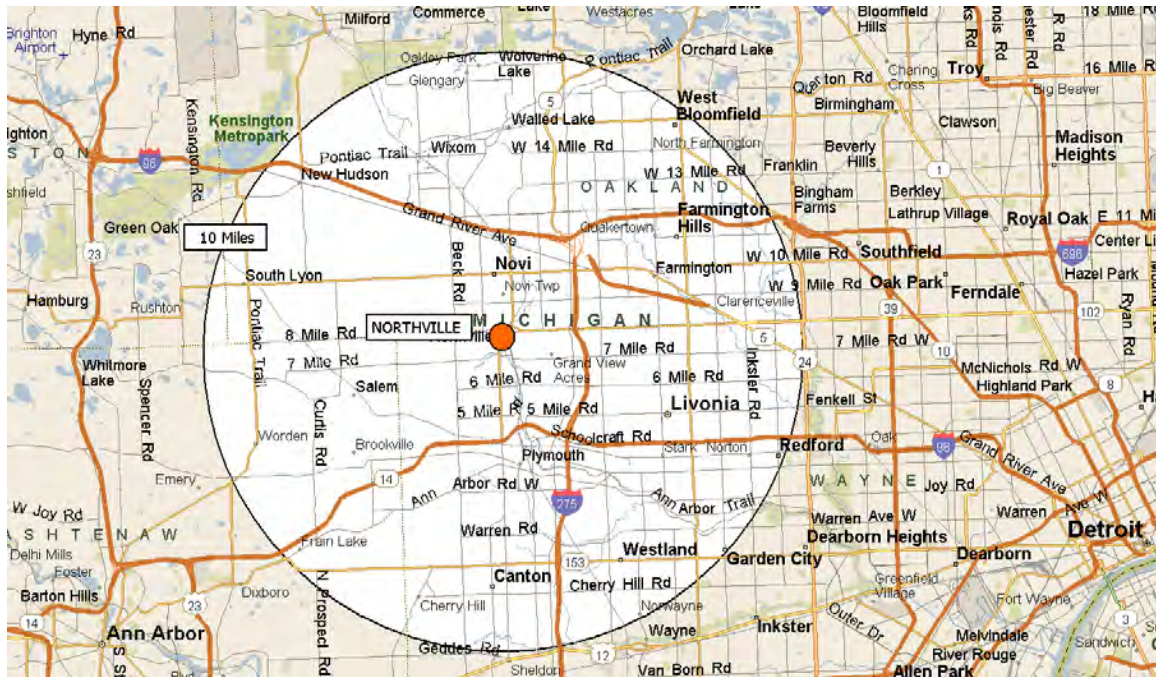 Milford
Commerce
Lake
Westacres
Lake
Bloomfield Hills
18 Mile Rd
Brighton Airport
Hyne Rd
Oakley Park
Wolverine Lake
Pontiac Trail
Orchard Lake
Glengary
Quarton Rd
Charing Cross
Troy
16 Mi
Big Beaver
5
West Bloomfield
Birmingham
Clawson
Kensington Rd
Kensington Metropark
Walled Lake
Pontiac Trail
Wixom
W 14 Mile Rd
North Farmington
Franklin
Beverly Hills
1
Madison Heights
96
New Hudson
W 13 Mile Rd
OAKLAND
Bingham Farms
Berkley
Lathrup Village
Royal Oak
E 11 Mi
Green Oak
10 Miles
Grand River Ave
Quakertown
Farmington Hills
Southfield
696
Center Lin
23
Beck Rd
Novi
W 10 Mile Rd
South Lyon
Farmington
Oak Park
Hazel Park
Hamburg
Rushton
Novi Twp
W 9 Mile Rd
Clarenceville
Ferndale
Pontiac Trail
8 Mile Rd
NORTHVILLE
MICHIGAN
39
102
Ryan Rd
5
7 Mile Rd
7 Mile Rd
7 Mile Rd W
10
Whitmore Lake
Grand View Acres
Inkster Rd
24
McNichols Rd W
Highland Park
Spencer Rd
Salem
6 Mile Rd
6 Mile Rd
8
Curtis Rd
5 Mile R
5 Mile Rd
Livonia
Fenkell St
Worden
Brookville
Schoolcraft Rd
Stark
Norton
Redford
Oak
96
Grand River Ave
Emery
14
Plymouth
Ann Arbor Rd W
WAYNE
Joy Rd
W Joy Rd
275
Ann Arbor Trail
Warren
Ave W
ASHTENAW
Warren Rd
Warren Ave W
Dearborn Heights
Detroit
Delhi Mills
Frain Lake
Westland
Garden City
Dearborn
Foster
153
Barton Hills
Dixboro
N Prospect Rd
Canton
Cherry Hill Rd
Greenfield Village
Fort Wayne
23
Cherry Hill
Norwayne
14
Outer Dr
3
Ann Arbor
Wayne
Inkster
Melvindale
Sandwich
Geddes Rd
12
River Rouge
Sheldon
Van Born Rd
Allen Park